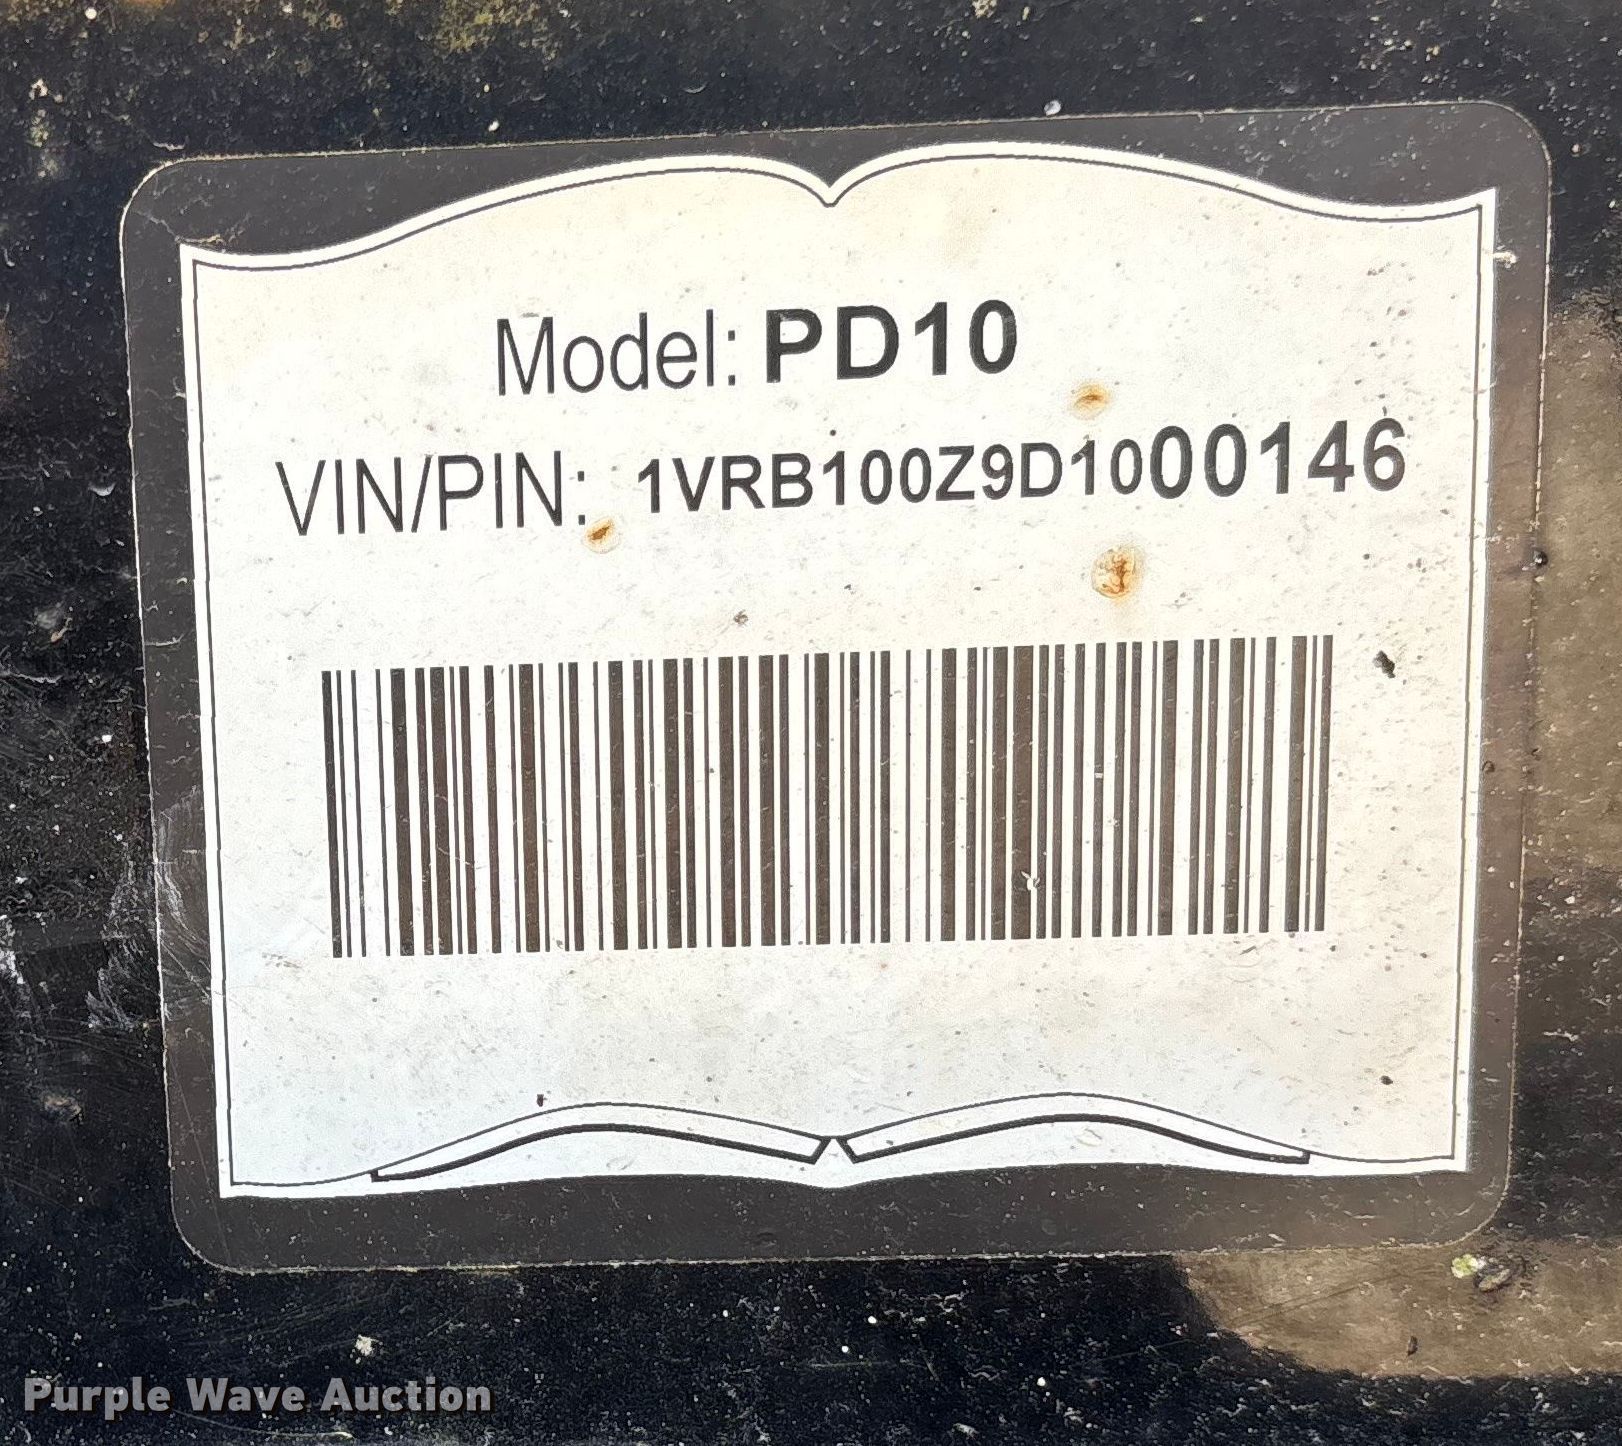 Model: PD10
VIN/PIN: 1VRB100Z9D1000146
Purple Wave Auction